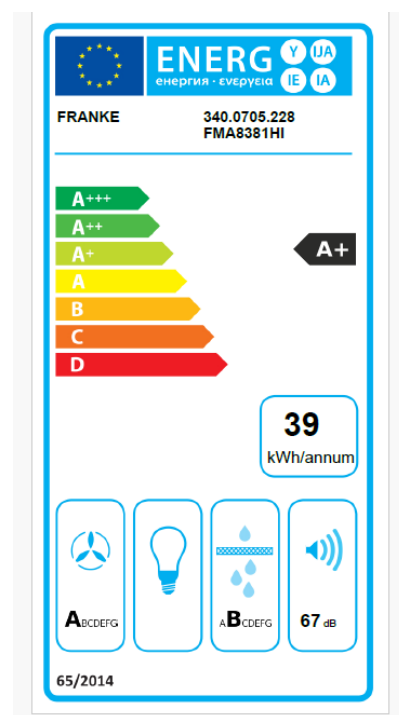 ENERG Y IJA
енергия · ενεργεια IE IA
FRANKE 340.0705.228
FMA8381HI
A+++
A++
A+ A+
A
B
C
D
39
kWh/annum
ABCDEFG ABCDEFG 67 dB
65/2014